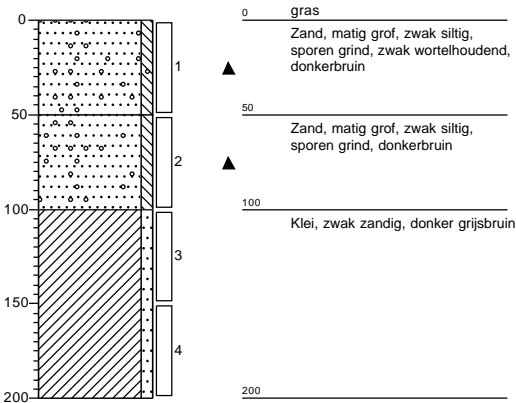 0
50
100
150
200
1
2
3
4
0
gras
Zand, matig grof, zwak siltig,
sporen grind, zwak wortelhoudend,
donkerbruin
50
Zand, matig grof, zwak siltig,
sporen grind, donkerbruin
100
Klei, zwak zandig, donker grijsbruin
200